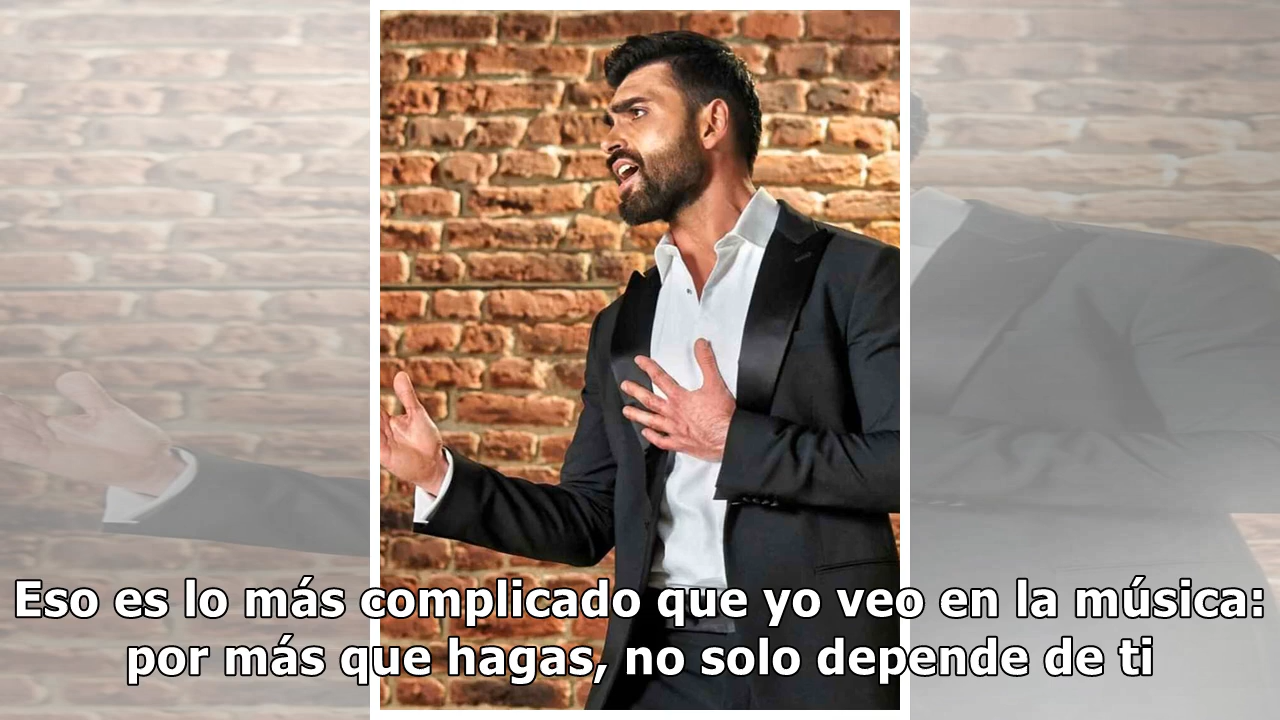 Eso es lo más complicado que yo veo en la música:
por más que hagas, no solo depende de ti